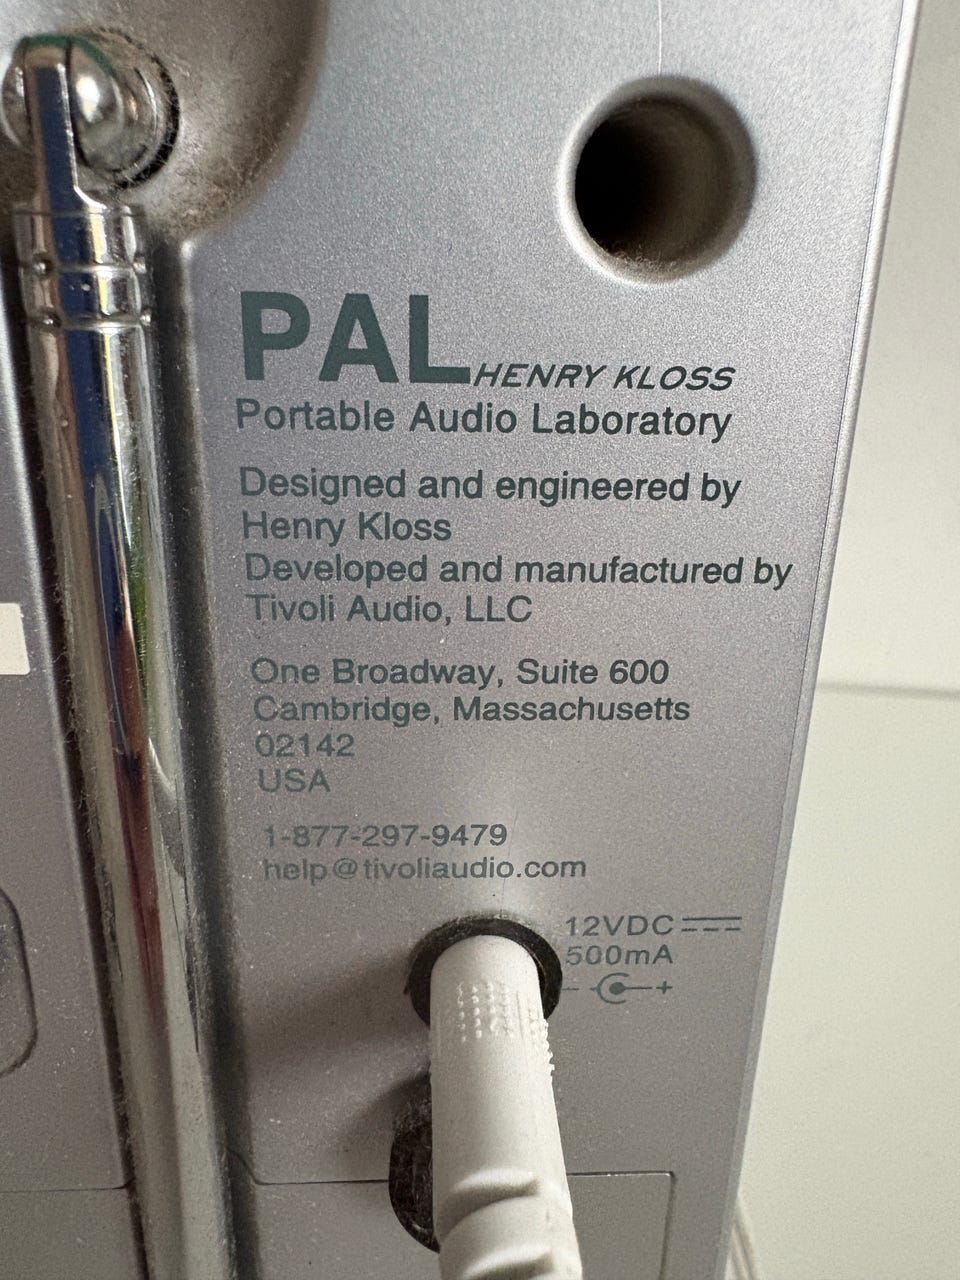 PAL HENRY KLOSS
Portable Audio Laboratory
Designed and engineered by
Henry Kloss
Developed and manufactured by
Tivoli Audio, LLC
One Broadway, Suite 600
Cambridge, Massachusetts
02142
USA
1-877-297-9479
help@tivoliaudio.com
12VDC
500mA
- +